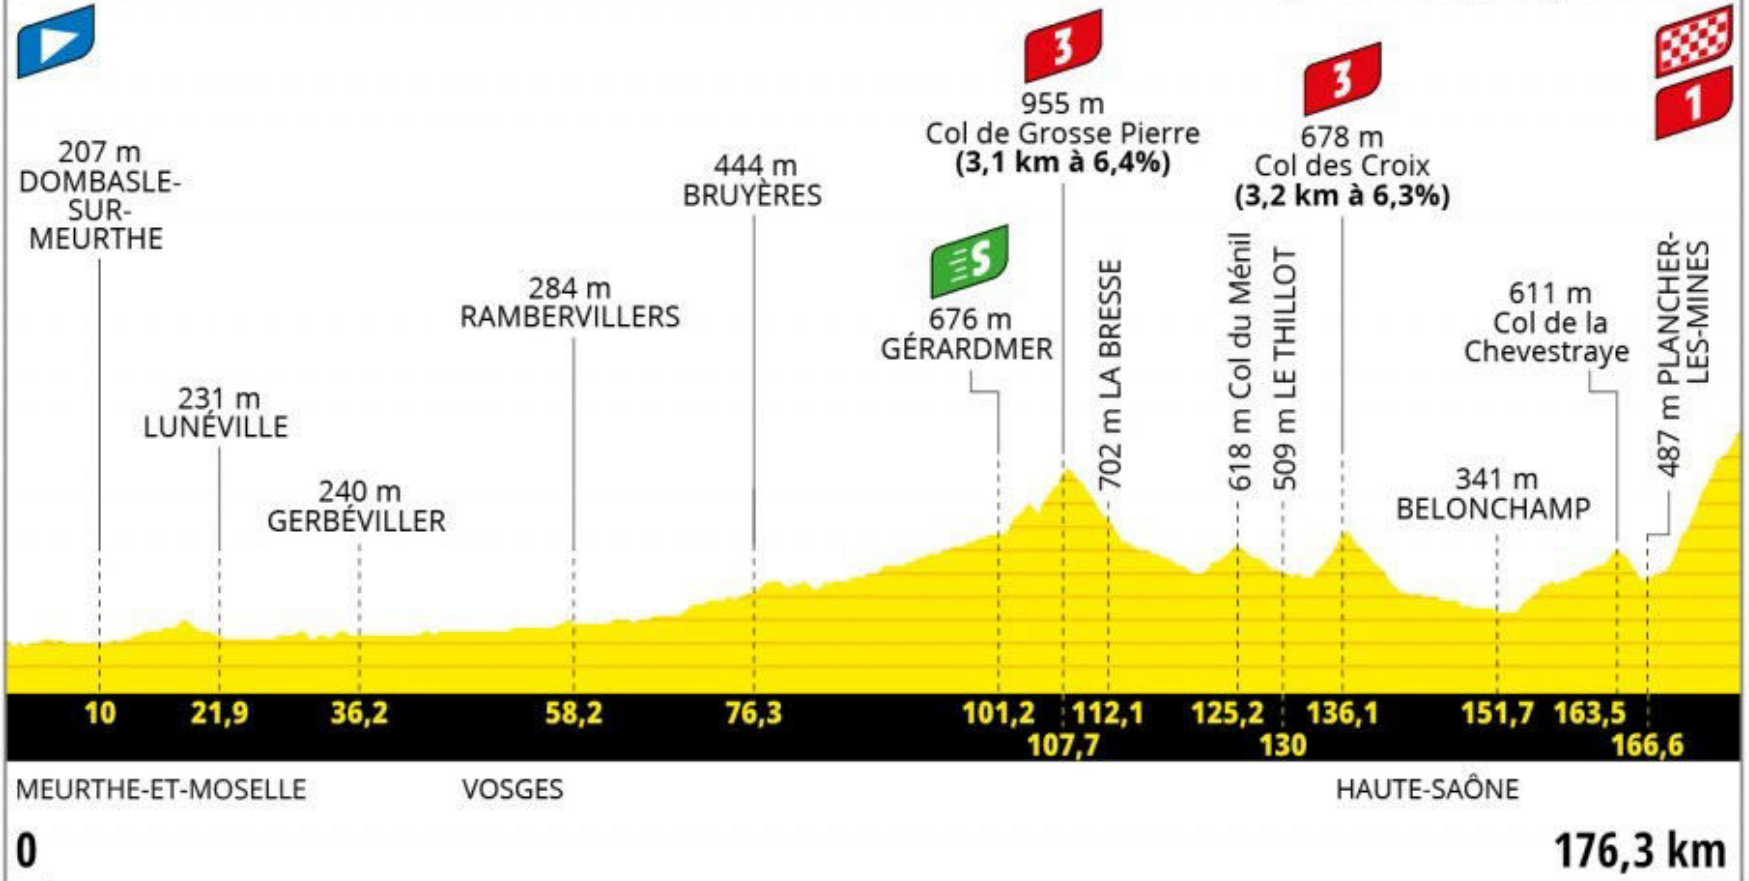 3
955 m
Col de Grosse Pierre
(3,1 km à 6,4%)
3
678 m
Col des Croix
(3,2 km à 6,3%)
1
207 m
DOMBASLE-
SUR-
MEURTHE
444 m
BRUYÈRES
S
676 m
GÉRARDMER
284 m
RAMBERVILLERS
231 m
LUNÉVILLE
240 m
GERBÉVILLER
702 m LA BRESSE
618 m Col du Ménil
509 m LE THILLOT
611 m
Col de la
Chevestraye
487 m PLANCHER-
LES-MINES
341 m
BELONCHAMP
10 21,9 36,2 58,2 76,3 101,2 112,1 125,2 136,1 151,7 163,5
107,7 130 166,6
MEURTHE-ET-MOSELLE VOSGES HAUTE-SAÔNE
0 176,3 km